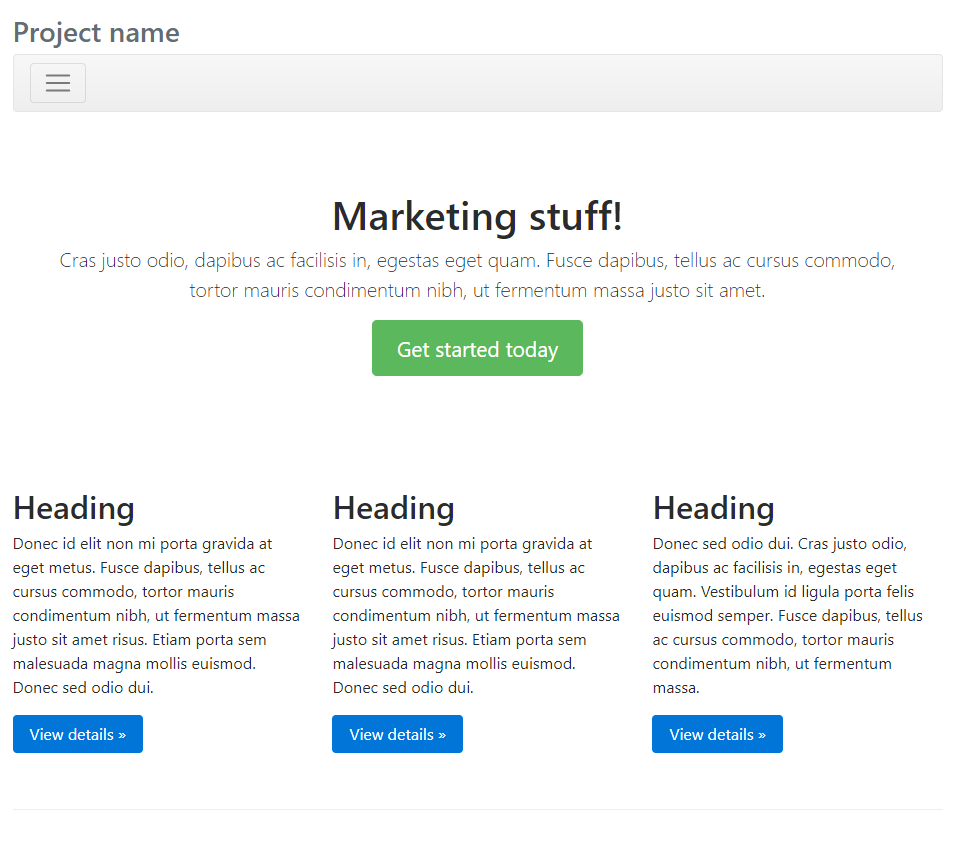 Project name
Marketing stuff!
Cras justo odio, dapibus ac facilisis in, egestas eget quam. Fusce dapibus, tellus ac cursus commodo,
tortor mauris condimentum nibh, ut fermentum massa justo sit amet.
Get started today
Heading
Donec id elit non mi porta gravida at
eget metus. Fusce dapibus, tellus ac
cursus commodo, tortor mauris
condimentum nibh, ut fermentum massa
justo sit amet risus. Etiam porta sem
malesuada magna mollis euismod.
Donec sed odio dui.
View details »
Heading
Donec id elit non mi porta gravida at
eget metus. Fusce dapibus, tellus ac
cursus commodo, tortor mauris
condimentum nibh, ut fermentum massa
justo sit amet risus. Etiam porta sem
malesuada magna mollis euismod.
Donec sed odio dui.
View details »
Heading
Donec sed odio dui. Cras justo odio,
dapibus ac facilisis in, egestas eget
quam. Vestibulum id ligula porta felis
euismod semper. Fusce dapibus, tellus
ac cursus commodo, tortor mauris
condimentum nibh, ut fermentum
massa.
View details »